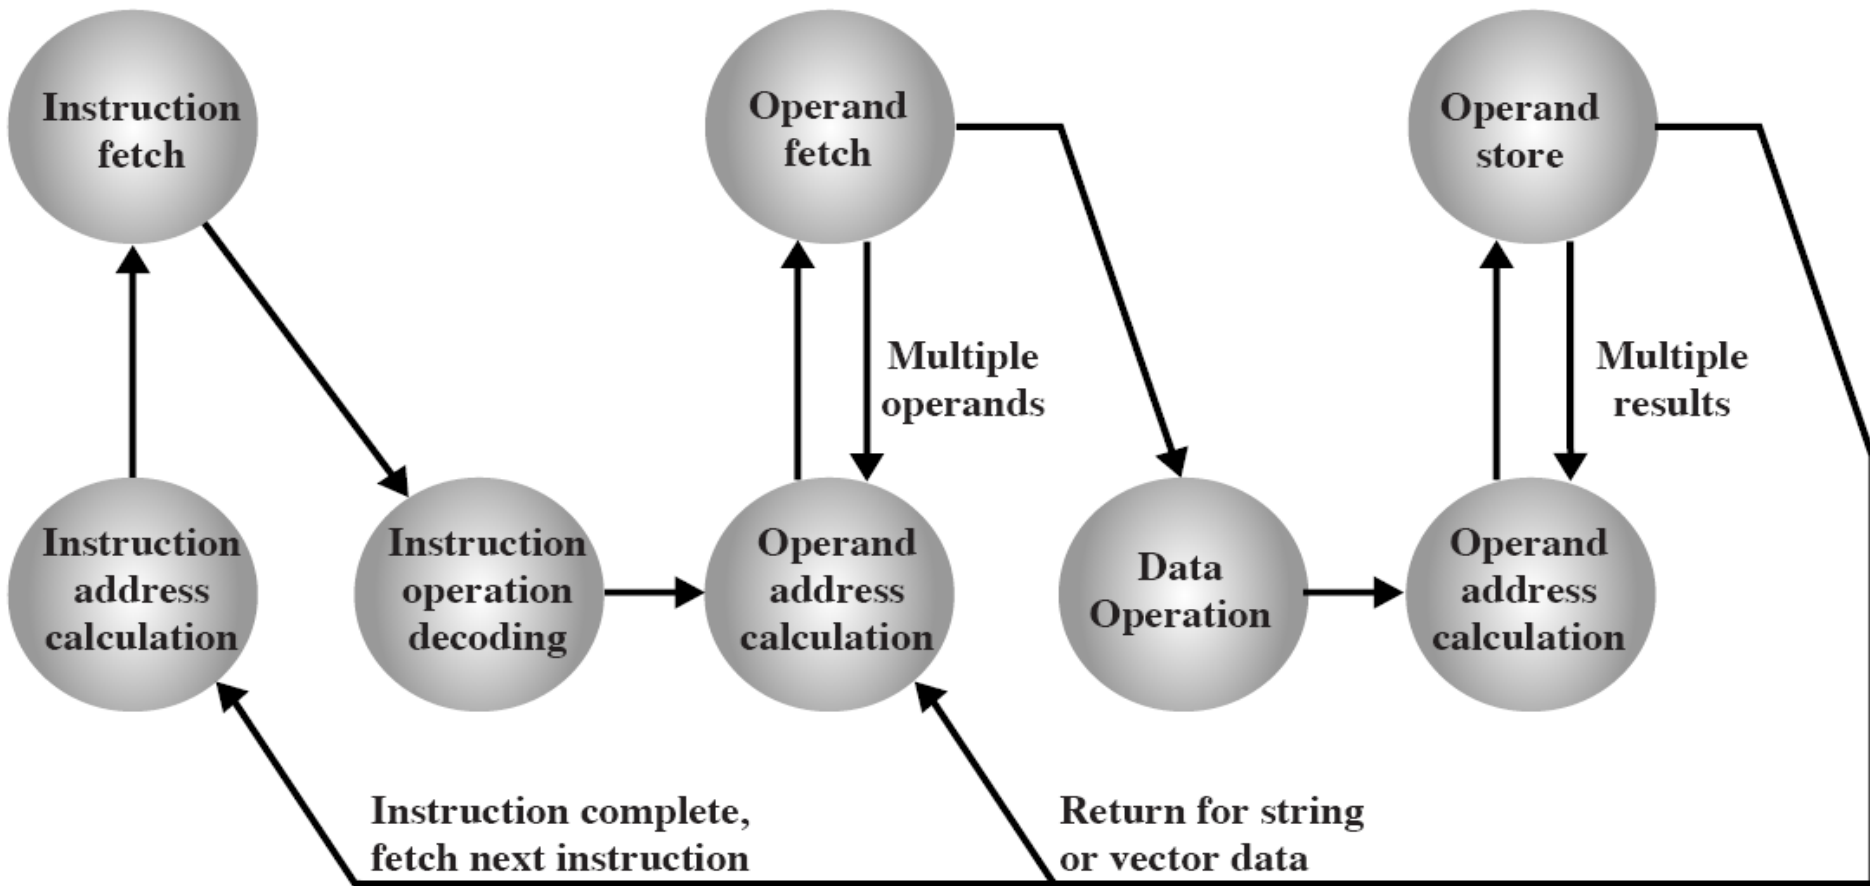 Instruction
fetch
Operand
fetch
Operand
store
Multiple
operands
Multiple
results
Instruction
address
calculation
Instruction
operation
decoding
Operand
address
calculation
Data
Operation
Operand
address
calculation
Instruction complete,
fetch next instruction
Return for string
or vector data